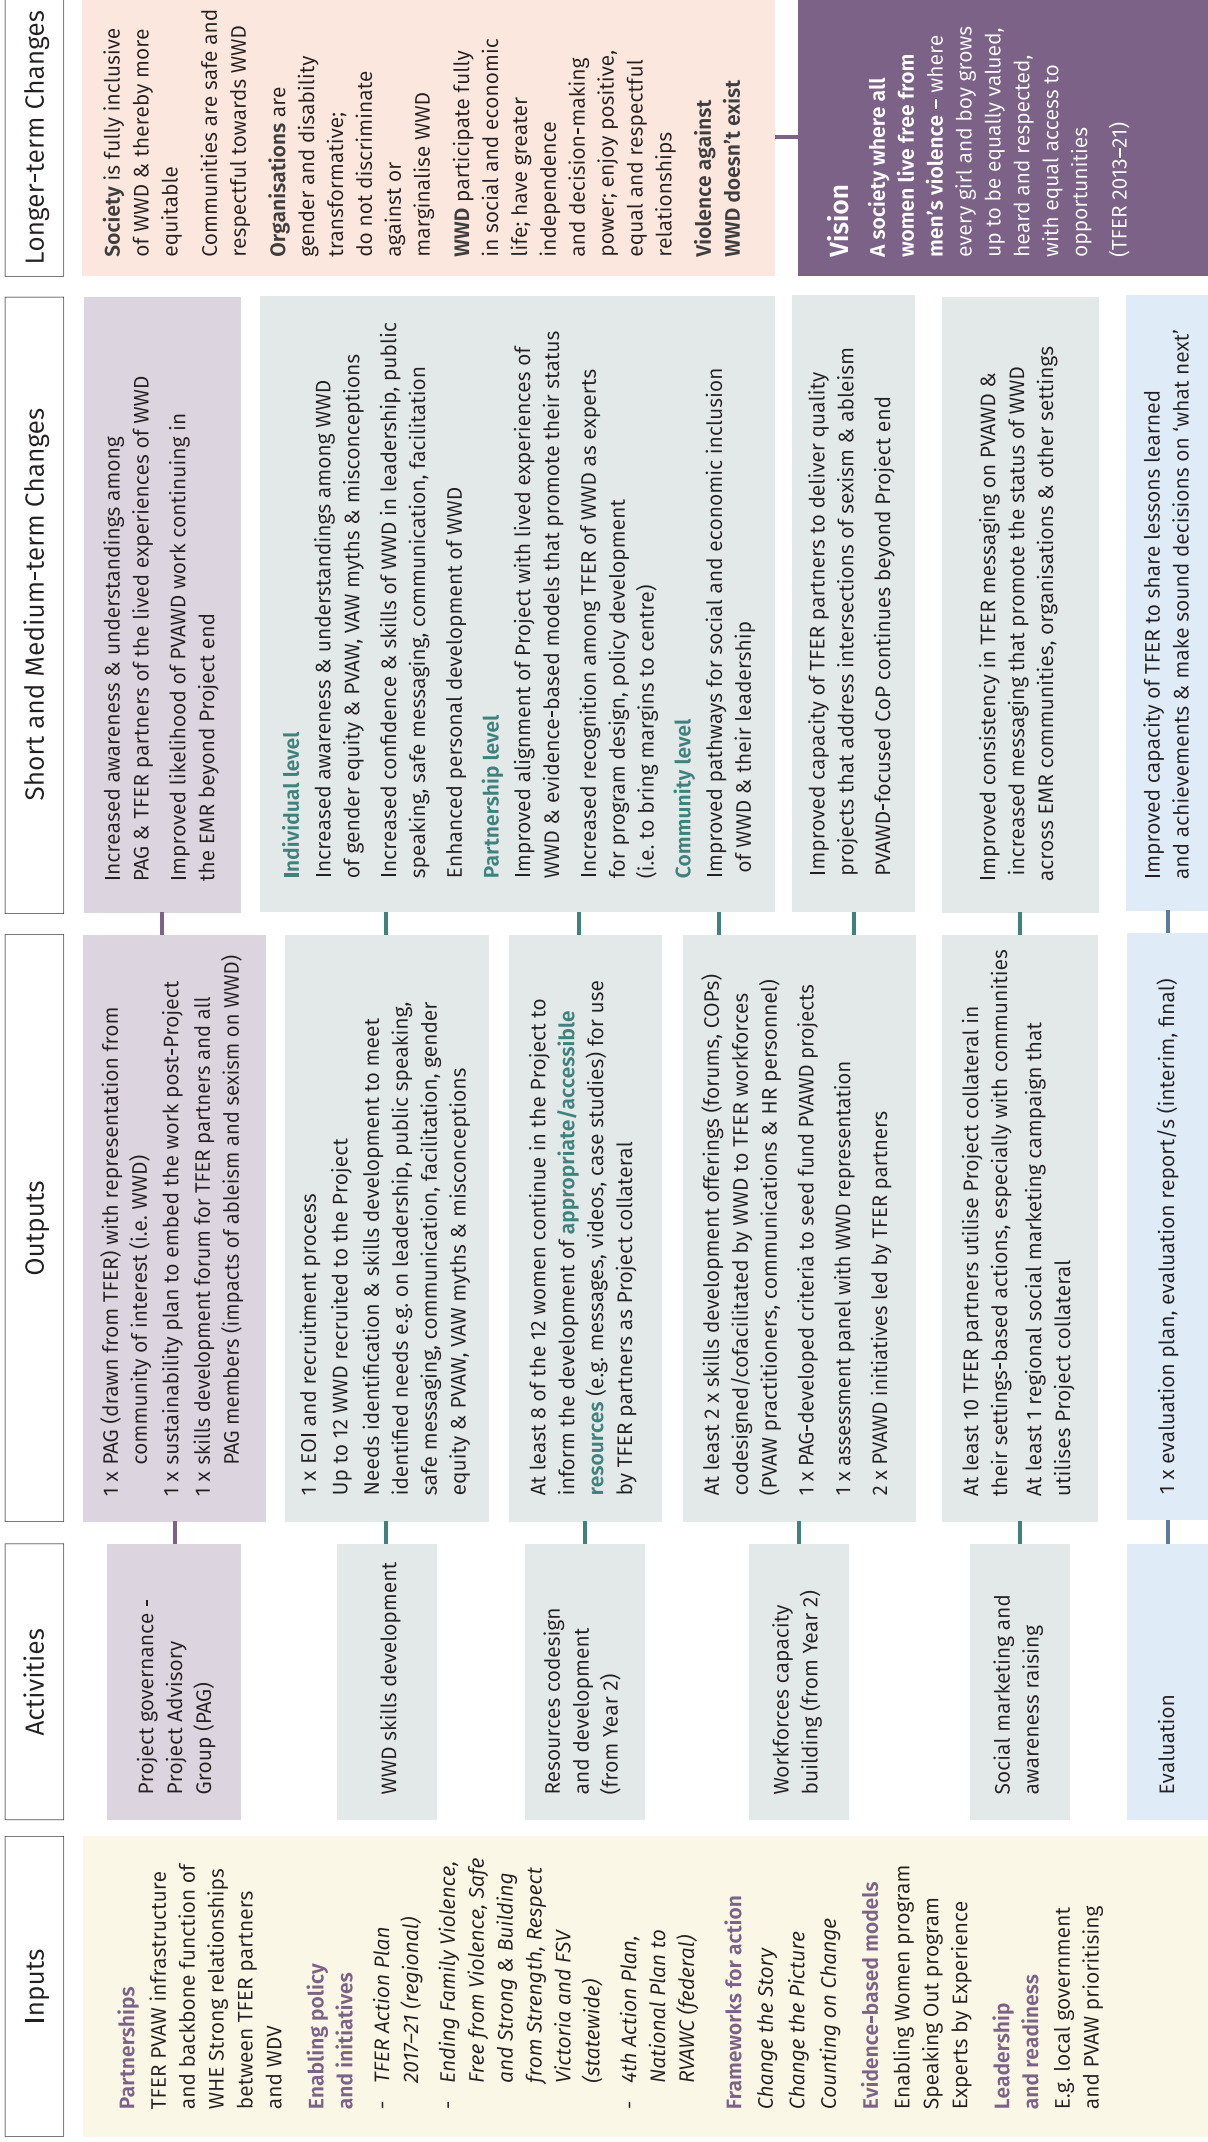 Inputs
Partnerships
TFER PVAW infrastructure
and backbone function of
WHE Strong relationships
between TFER partners
and WDV
Enabling policy
and initiatives
- TFER Action Plan
2017–21 (regional)
- Ending Family Violence,
Free from Violence, Safe
and Strong & Building
from Strength, Respect
Victoria and FSV
(statewide)
- 4th Action Plan,
National Plan to
RVAWC (federal)
Frameworks for action
Change the Story
Change the Picture
Counting on Change
Evidence-based models
Enabling Women program
Speaking Out program
Experts by Experience
Leadership
and readiness
E.g. local government
and PVAW prioritising
Activities
Project governance -
Project Advisory
Group (PAG)
WWD skills development
Resources codesign
and development
(from Year 2)
Workforces capacity
building (from Year 2)
Social marketing and
awareness raising
Evaluation
Outputs
1 x PAG (drawn from TFER) with representation from
community of interest (i.e. WWD)
1 x sustainability plan to embed the work post-Project
1 x skills development forum for TFER partners and all
PAG members (impacts of ableism and sexism on WWD)
1 x EOI and recruitment process
Up to 12 WWD recruited to the Project
Needs identification & skills development to meet
identified needs e.g. on leadership, public speaking,
safe messaging, communication, facilitation, gender
equity & PVAW, VAW myths & misconceptions
At least 8 of the 12 women continue in the Project to
inform the development of appropriate/accessible
resources (e.g. messages, videos, case studies) for use
by TFER partners as Project collateral
At least 2 x skills development offerings (forums, COPs)
codesigned/cofacilitated by WWD to TFER workforces
(PVAW practitioners, communications & HR personnel)
1 x PAG-developed criteria to seed fund PVAWD projects
1 x assessment panel with WWD representation
2 x PVAWD initiatives led by TFER partners
At least 10 TFER partners utilise Project collateral in
their settings-based actions, especially with communities
At least 1 regional social marketing campaign that
utilises Project collateral
1 x evaluation plan, evaluation report/s (interim, final)
Short and Medium-term Changes
Increased awareness & understandings among
PAG & TFER partners of the lived experiences of WWD
Improved likelihood of PVAWD work continuing in
the EMR beyond Project end
Individual level
Increased awareness & understandings among WWD
of gender equity & PVAW, VAW myths & misconceptions
Increased confidence & skills of WWD in leadership, public
speaking, safe messaging, communication, facilitation
Enhanced personal development of WWD
Partnership level
Improved alignment of Project with lived experiences of
WWD & evidence-based models that promote their status
Increased recognition among TFER of WWD as experts
for program design, policy development
(i.e. to bring margins to centre)
Community level
Improved pathways for social and economic inclusion
of WWD & their leadership
Improved capacity of TFER partners to deliver quality
projects that address intersections of sexism & ableism
PVAWD-focused CoP continues beyond Project end
Improved consistency in TFER messaging on PVAWD &
increased messaging that promote the status of WWD
across EMR communities, organisations & other settings
Improved capacity of TFER to share lessons learned
and achievements & make sound decisions on ‘what next’
Longer-term Changes
Society is fully inclusive
of WWD & thereby more
equitable
Communities are safe and
respectful towards WWD
Organisations are
gender and disability
transformative;
do not discriminate
against or
marginalise WWD
WWD participate fully
in social and economic
life; have greater
independence
and decision-making
power; enjoy positive,
equal and respectful
relationships
Violence against
WWD doesn’t exist
Vision
A society where all
women live free from
men’s violence – where
every girl and boy grows
up to be equally valued,
heard and respected,
with equal access to
opportunities
(TFER 2013–21)